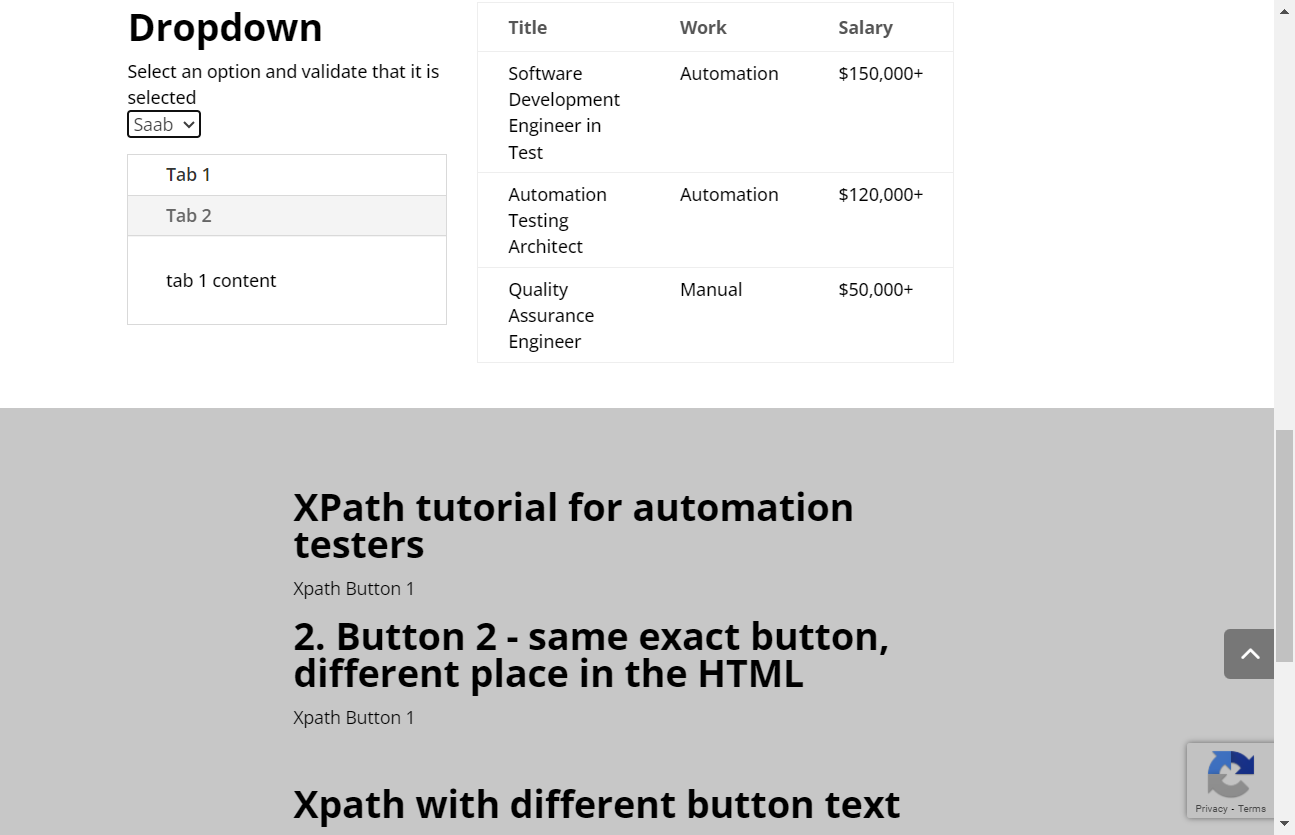 Dropdown
Select an option and validate that it is
selected
Saab
Tab 1
Tab 2
tab 1 content
Title Work Salary
Software Automation $150,000+
Development
Engineer in
Test
Automation Automation $120,000+
Testing
Architect
Quality Manual $50,000+
Assurance
Engineer
XPath tutorial for automation
testers
Xpath Button 1
2. Button 2 - same exact button,
different place in the HTML
Xpath Button 1
Xpath with different button text
Privacy - Terms